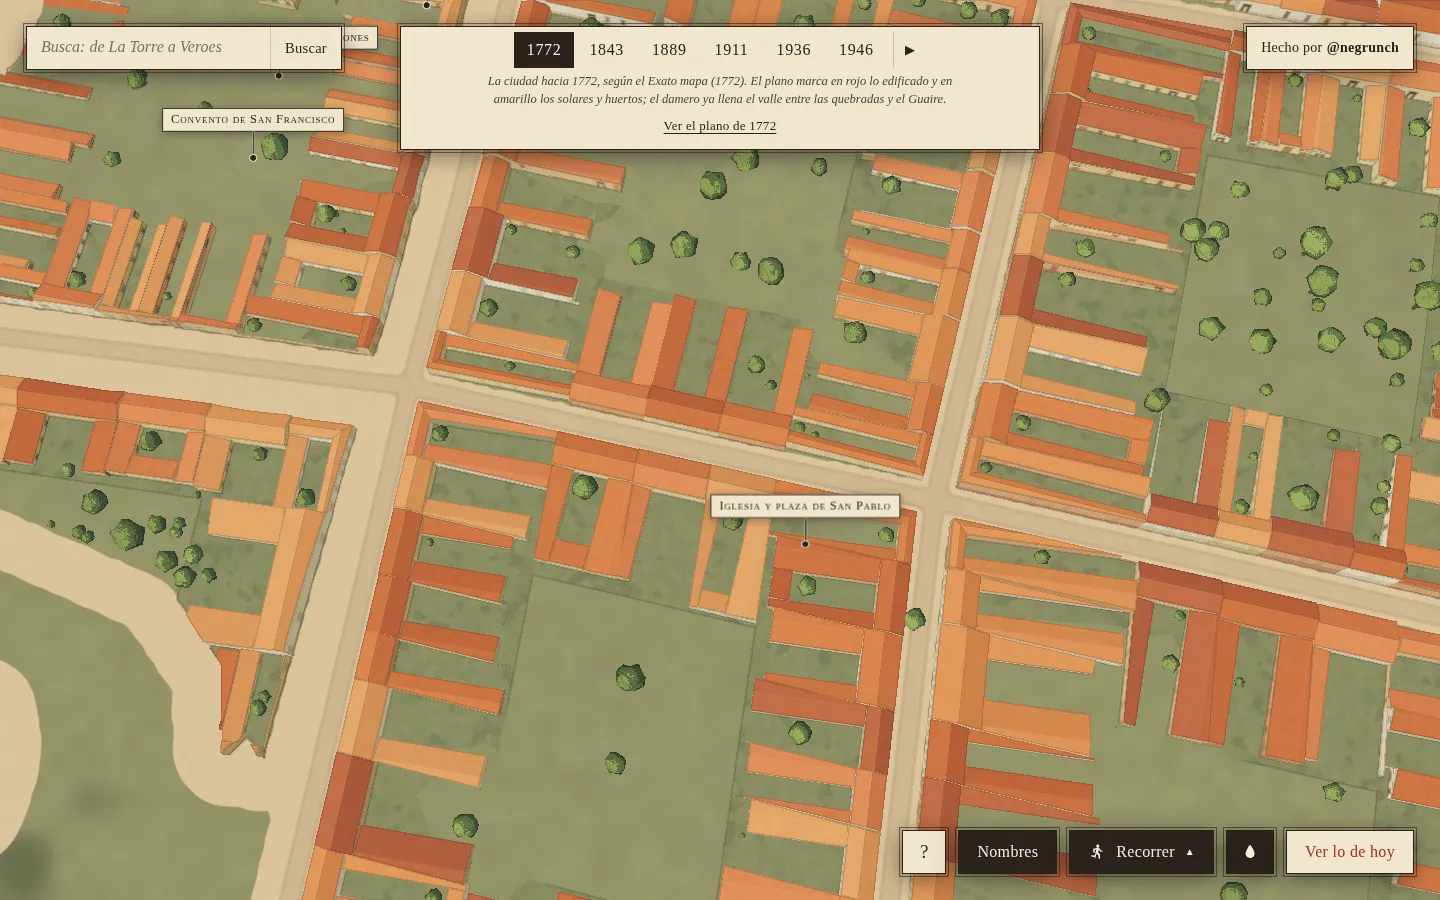 Busca: de La Torre a Veroes
Buscar
ONES
1772 1843 1889 1911 1936 1946 ▶
La ciudad hacia 1772, según el Exato mapa (1772). El plano marca en rojo lo edificado y en
amarillo los solares y huertos; el damero ya llena el valle entre las quebradas y el Guaire.
Ver el plano de 1772
Hecho por @negrunch
Convento de San Francisco
Iglesia y plaza de San Pablo
?
Nombres
Recorrer ▲
Ver lo de hoy